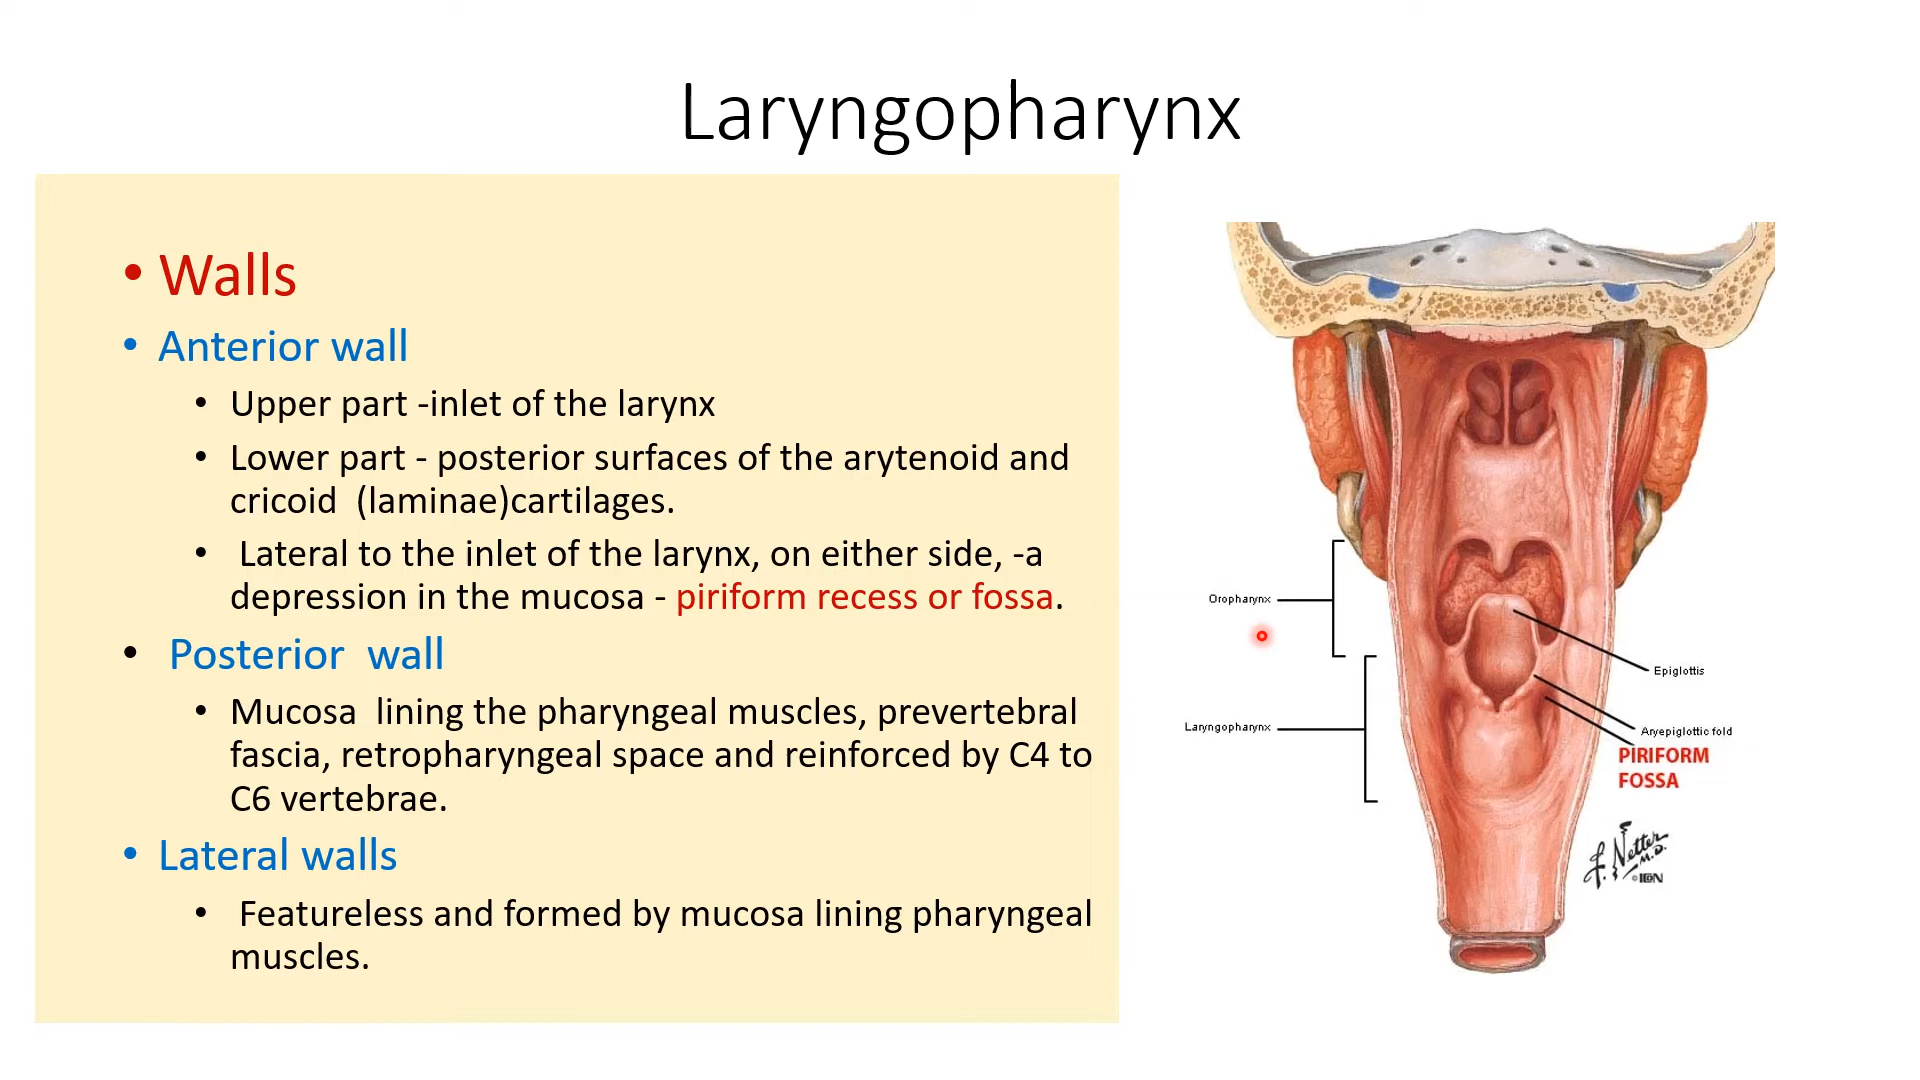 Laryngopharynx
• Walls
• Anterior wall
• Upper part -inlet of the larynx
• Lower part - posterior surfaces of the arytenoid and
cricoid (laminae)cartilages.
• Lateral to the inlet of the larynx, on either side, -a
depression in the mucosa - piriform recess or fossa.
• Posterior wall
• Mucosa lining the pharyngeal muscles, prevertebral
fascia, retropharyngeal space and reinforced by C4 to
C6 vertebrae.
• Lateral walls
• Featureless and formed by mucosa lining pharyngeal
muscles.
Oropharynx
Epiglottis
Laryngopharynx
Aryepiglottic fold
PIRIFORM
FOSSA
F. Netter
M.D.